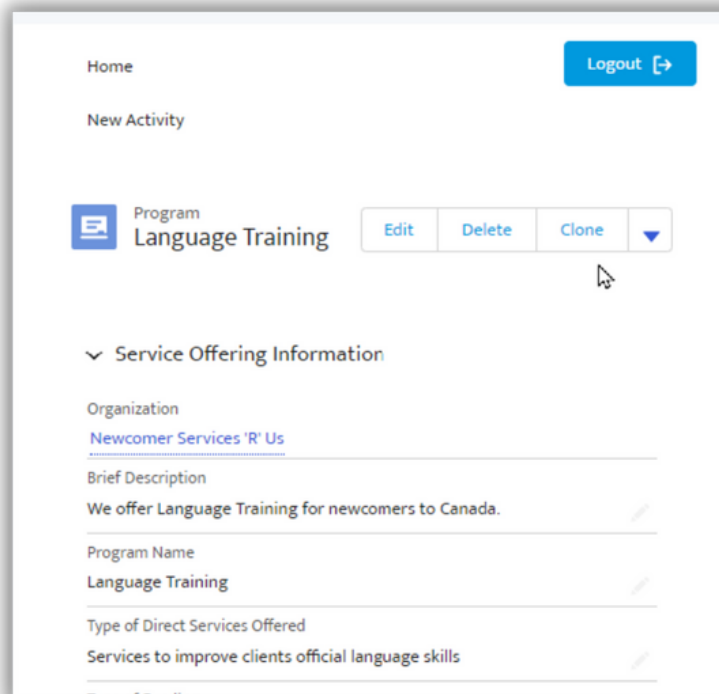 Home
Logout
New Activity
Program
Language Training
Edit Delete Clone
Service Offering Information
Organization
Newcomer Services 'R' Us
Brief Description
We offer Language Training for newcomers to Canada.
Program Name
Language Training
Type of Direct Services Offered
Services to improve clients official language skills